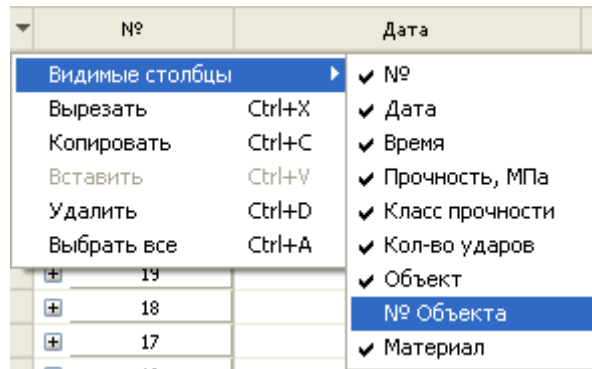 № Дата
Видимые столбцы
Вырезать Ctrl+X
Копировать Ctrl+C
Вставить Ctrl+V
Удалить Ctrl+D
Выбрать все Ctrl+A
19
18
17
№
Дата
Время
Прочность, МПа
Класс прочности
Кол-во ударов
Объект
№ Объекта
Материал